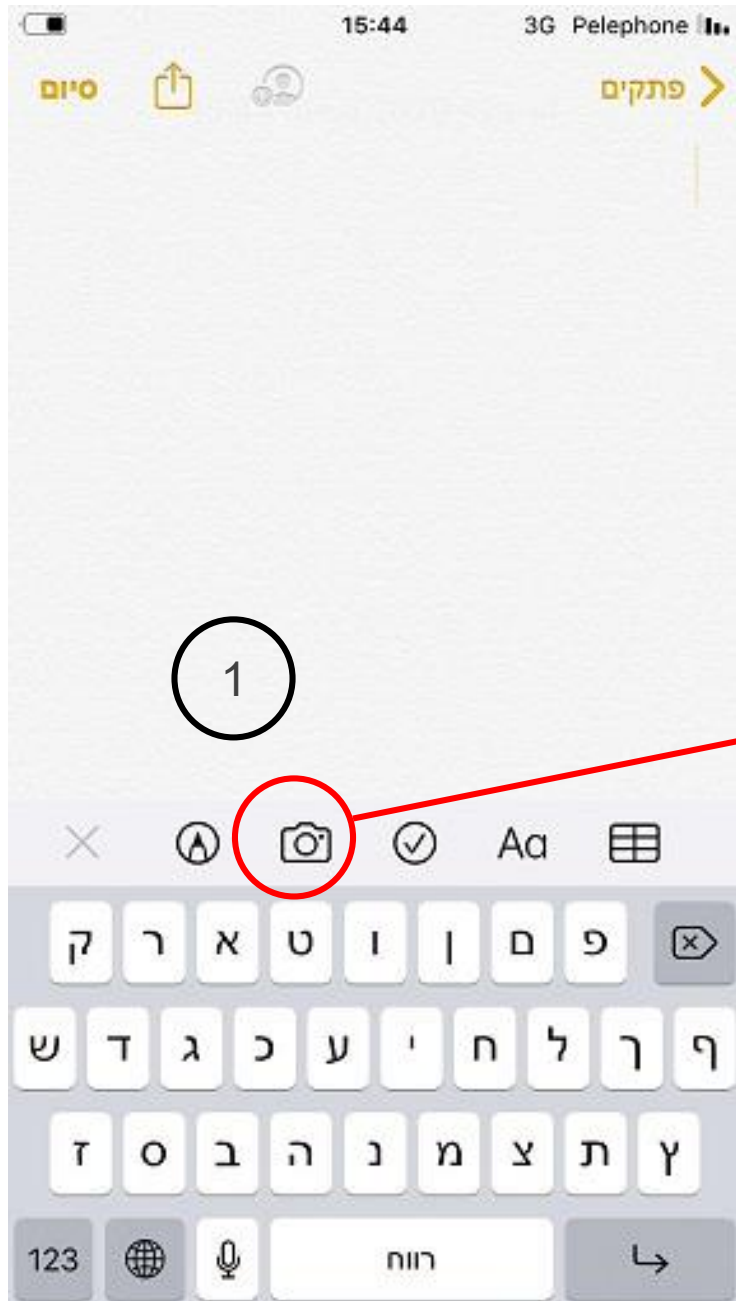 15:44 3G Pelephone
פתקים סיום
1
Aa
ק ר א ט ו ן ם פ
ש ד ג כ ע י ח ל ך ף
ז ס ב ה נ מ צ ת ץ
123 רווח